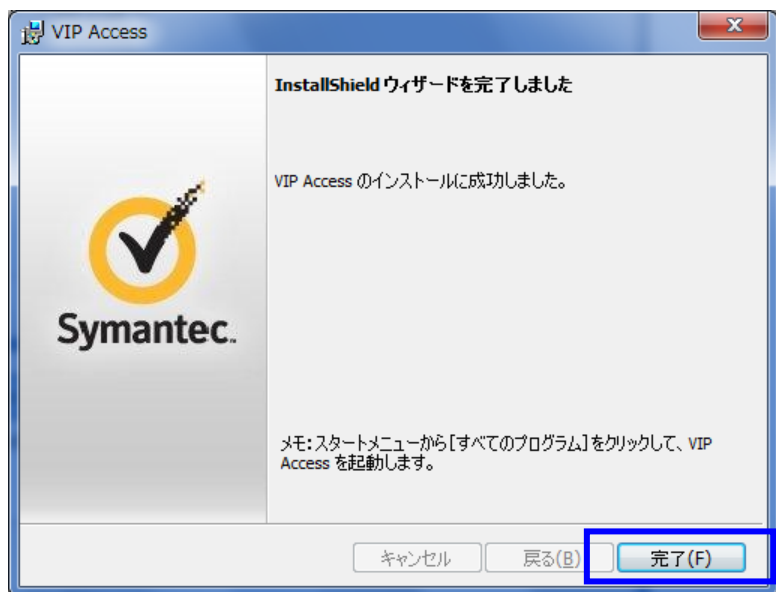 VIP Access
InstallShield ウィザードを完了しました
VIP Access のインストールに成功しました。
Symantec.
メモ: スタートメニューから [すべてのプログラム] をクリックして、VIP
Access を起動します。
キャンセル 戻る(B) 完了(F)